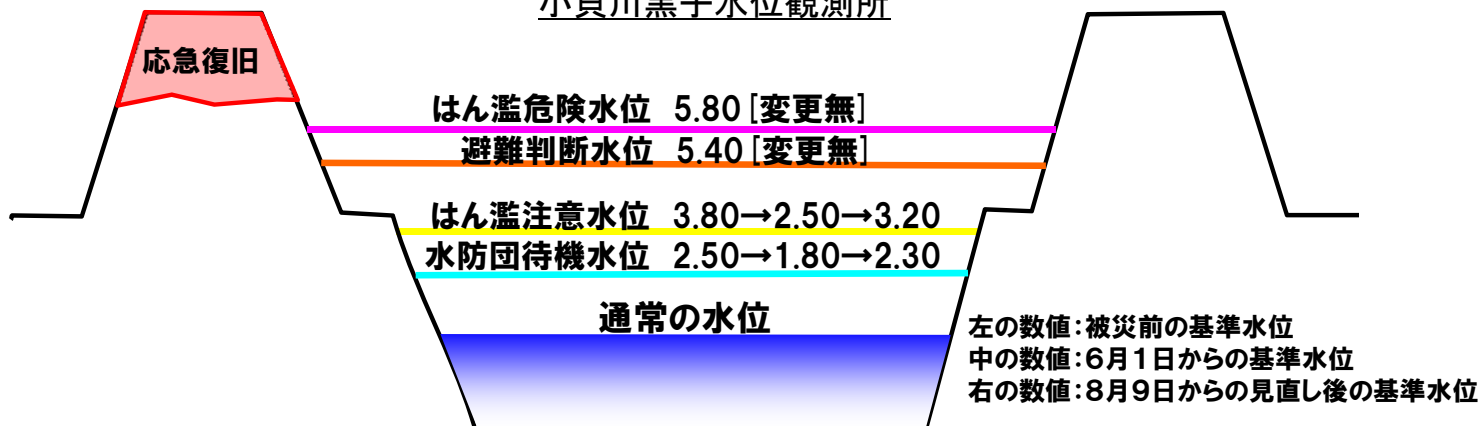 小貝川黒子水位観測所
応急復旧
はん濫危険水位 5.80[変更無]
避難判断水位 5.40[変更無]
はん濫注意水位 3.80→2.50→3.20
水防団待機水位 2.50→1.80→2.30
通常の水位
左の数値:被災前の基準水位
中の数値:6月1日からの基準水位
右の数値:8月9日からの見直し後の基準水位